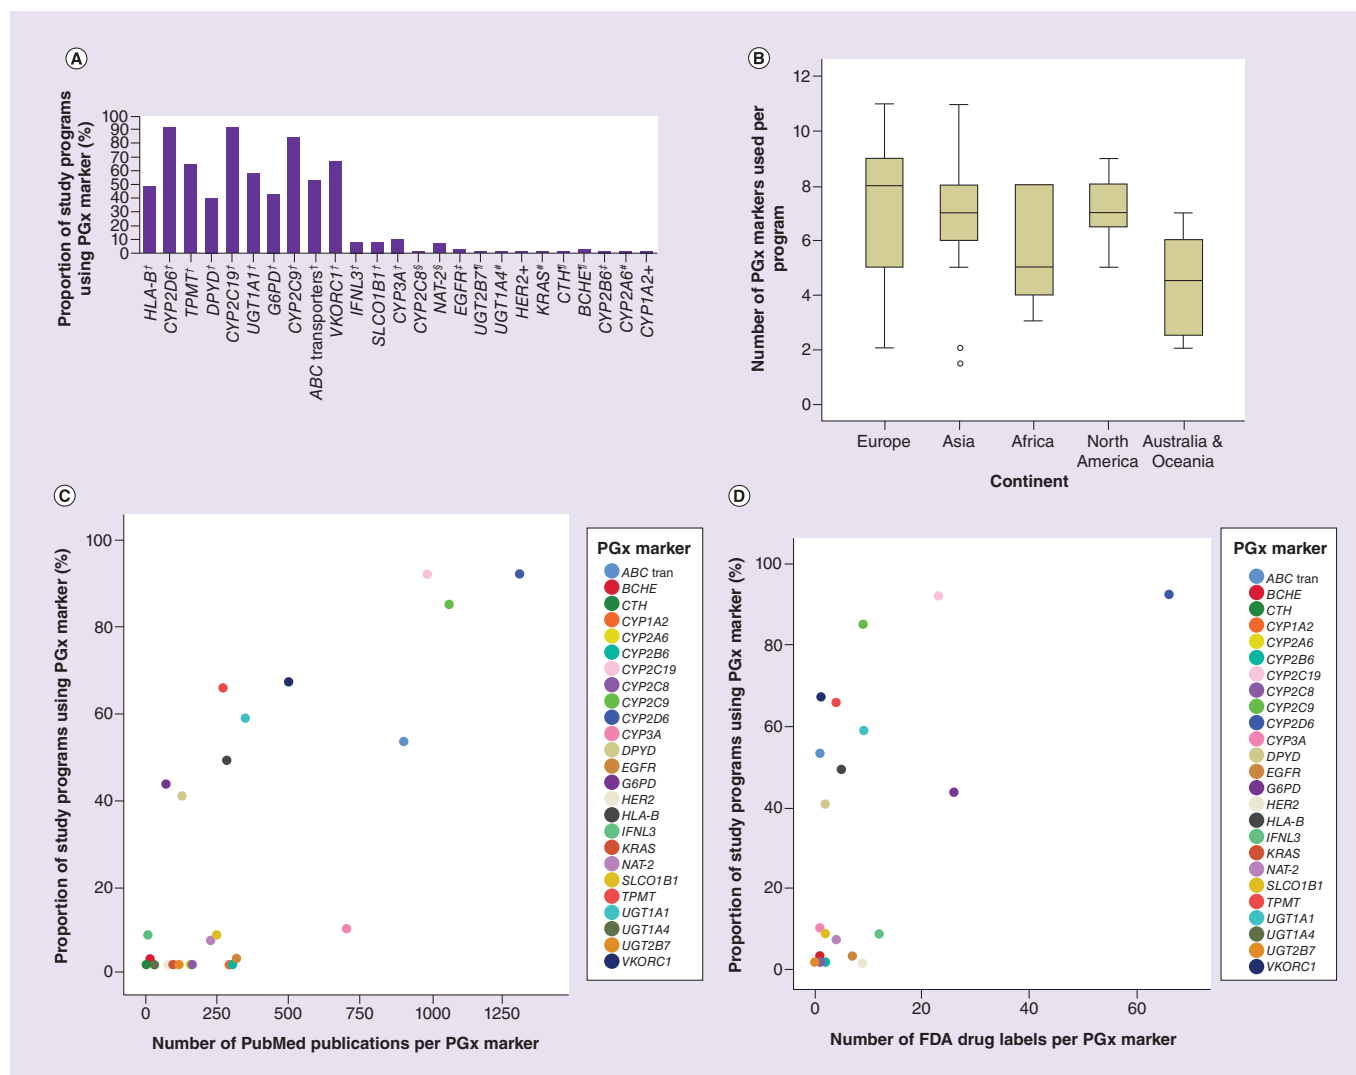 A
Proportion of study programs
using PGx marker (%)
100
90
80
70
60
50
40
30
20
10
0
HLA-B†
CYP2D6†
TPMT†
DPYD†
CYP2C19†
UGT1A1†
G6PD†
CYP2C9†
ABC transporters†
VKORC1†
IFNL3†
SLCO1B1†
CYP3A†
CYP2C8§
NAT-2§
EGFR‡
UGT2B7¶
UGT1A4#
HER2+
KRAS#
CTH¶
BCHE¶
CYP2B6‡
CYP2A6#
CYP1A2+
B
Number of PGx markers used per
program
12
10
8
6
4
2
0
Europe
Asia
Africa
North
America
Australia &
Oceania
Continent
C
Proportion of study programs using PGx marker (%)
100
80
60
40
20
0
0
250
500
750
1000
1250
Number of PubMed publications per PGx marker
PGx marker
ABC tran
BCHE
CTH
CYP1A2
CYP2A6
CYP2B6
CYP2C19
CYP2C8
CYP2C9
CYP2D6
CYP3A
DPYD
EGFR
G6PD
HER2
HLA-B
IFNL3
KRAS
NAT-2
SLCO1B1
TPMT
UGT1A1
UGT1A4
UGT2B7
VKORC1
D
Proportion of study programs using PGx marker (%)
100
80
60
40
20
0
0
20
40
60
Number of FDA drug labels per PGx marker
PGx marker
ABC tran
BCHE
CTH
CYP1A2
CYP2A6
CYP2B6
CYP2C19
CYP2C8
CYP2C9
CYP2D6
CYP3A
DPYD
EGFR
G6PD
HER2
HLA-B
IFNL3
KRAS
NAT-2
SLCO1B1
TPMT
UGT1A1
UGT1A4
UGT2B7
VKORC1